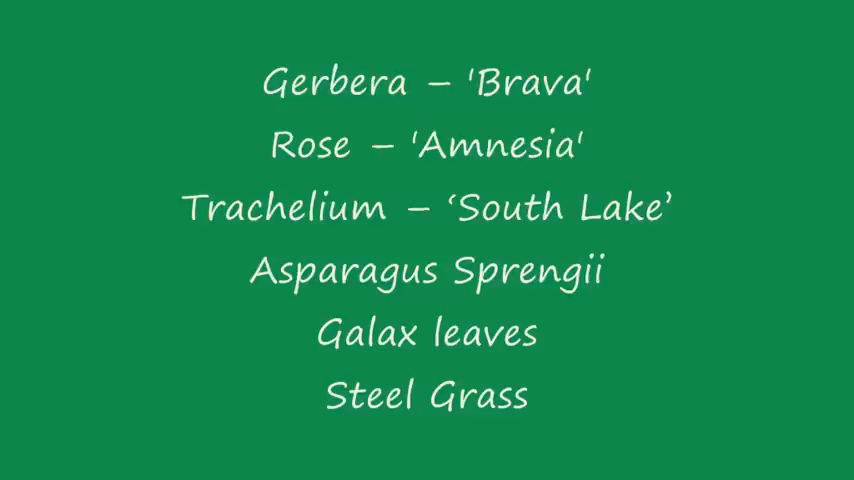 Gerbera – 'Brava'
Rose – 'Amnesia'
Trachelium – ‘South Lake’
Asparagus Sprengii
Galax leaves
Steel Grass